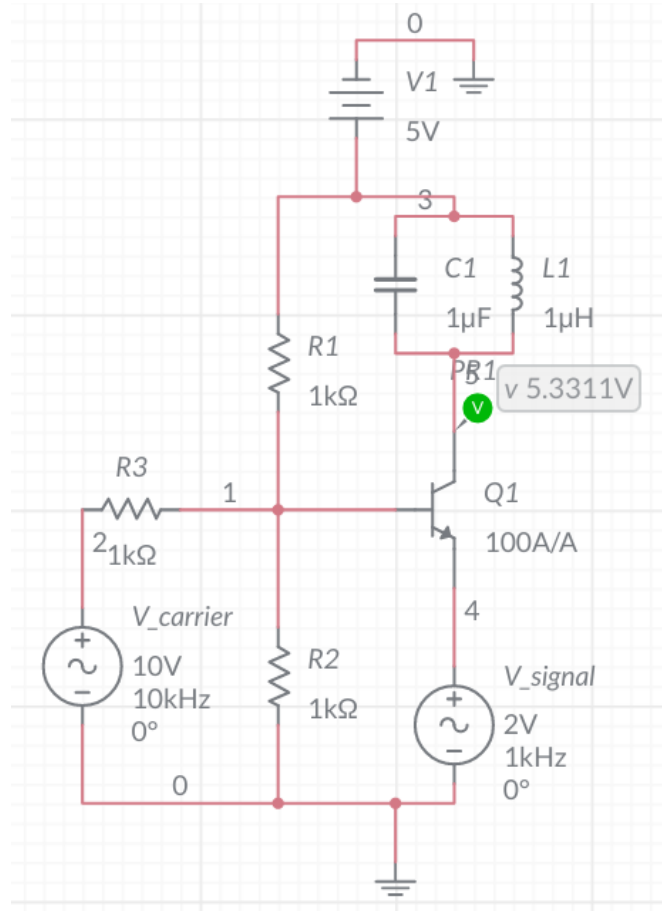 0
V1
5V
3
C1
L1
1µF
1µH
R1
1kΩ
PR1
5
v 5.3311V
V
R3
1
2
1kΩ
Q1
100A/A
4
V_carrier
10V
10kHz
0°
R2
1kΩ
V_signal
2V
1kHz
0°
0